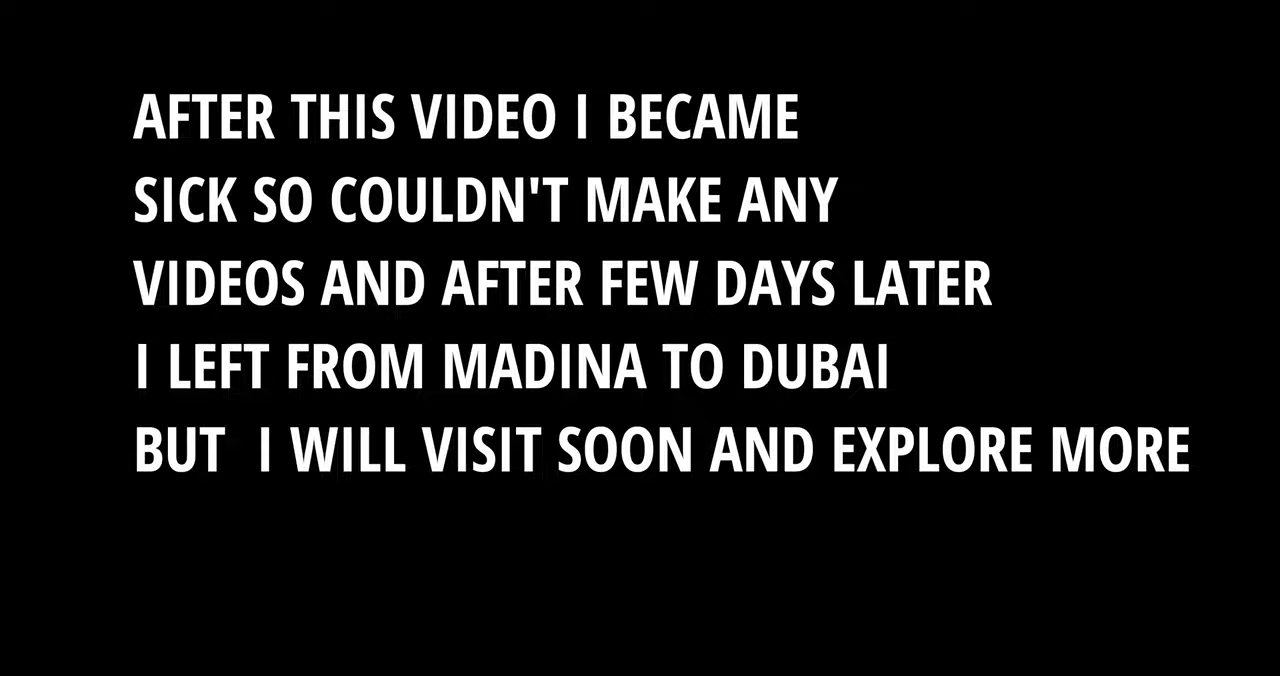 AFTER THIS VIDEO I BECAME
SICK SO COULDN'T MAKE ANY
VIDEOS AND AFTER FEW DAYS LATER
I LEFT FROM MADINA TO DUBAI
BUT  I WILL VISIT SOON AND EXPLORE MORE